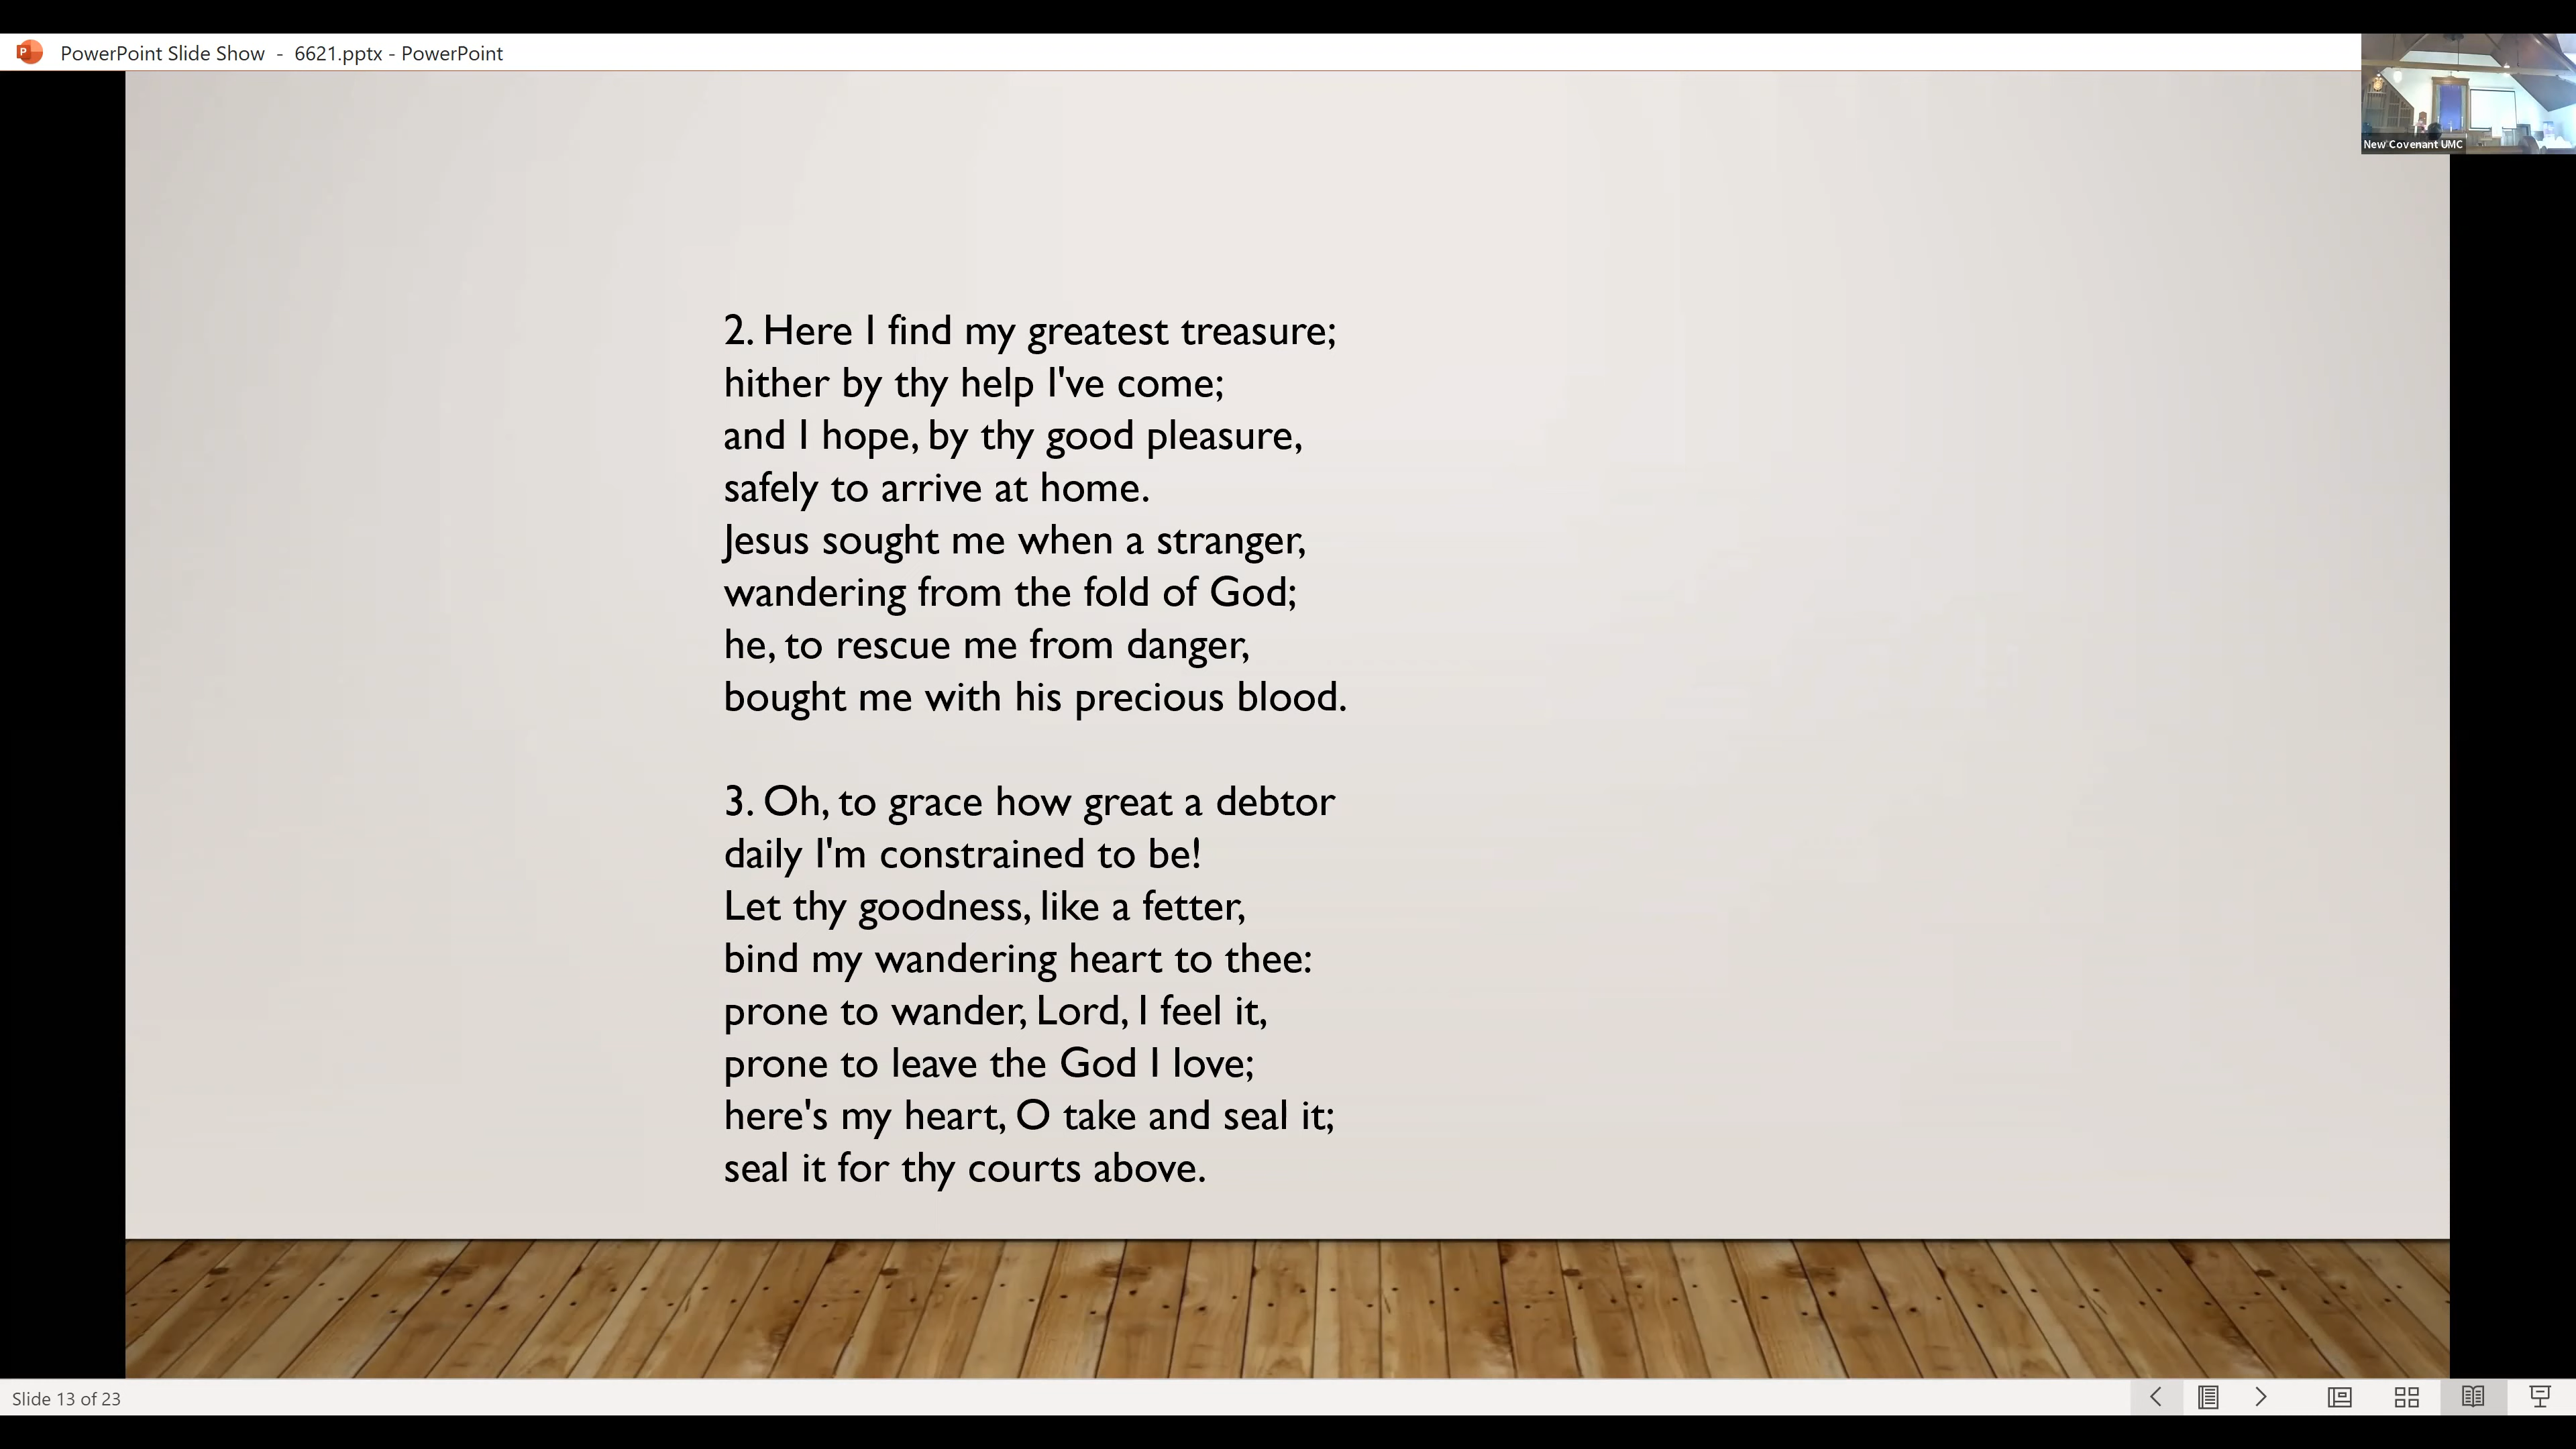 PowerPoint Slide Show - 6621.pptx - PowerPoint
New Covenant UMC
2. Here I find my greatest treasure;
hither by thy help I've come;
and I hope, by thy good pleasure,
safely to arrive at home.
Jesus sought me when a stranger,
wandering from the fold of God;
he, to rescue me from danger,
bought me with his precious blood.
3. Oh, to grace how great a debtor
daily I'm constrained to be!
Let thy goodness, like a fetter,
bind my wandering heart to thee:
prone to wander, Lord, I feel it,
prone to leave the God I love;
here's my heart, O take and seal it;
seal it for thy courts above.
Slide 13 of 23